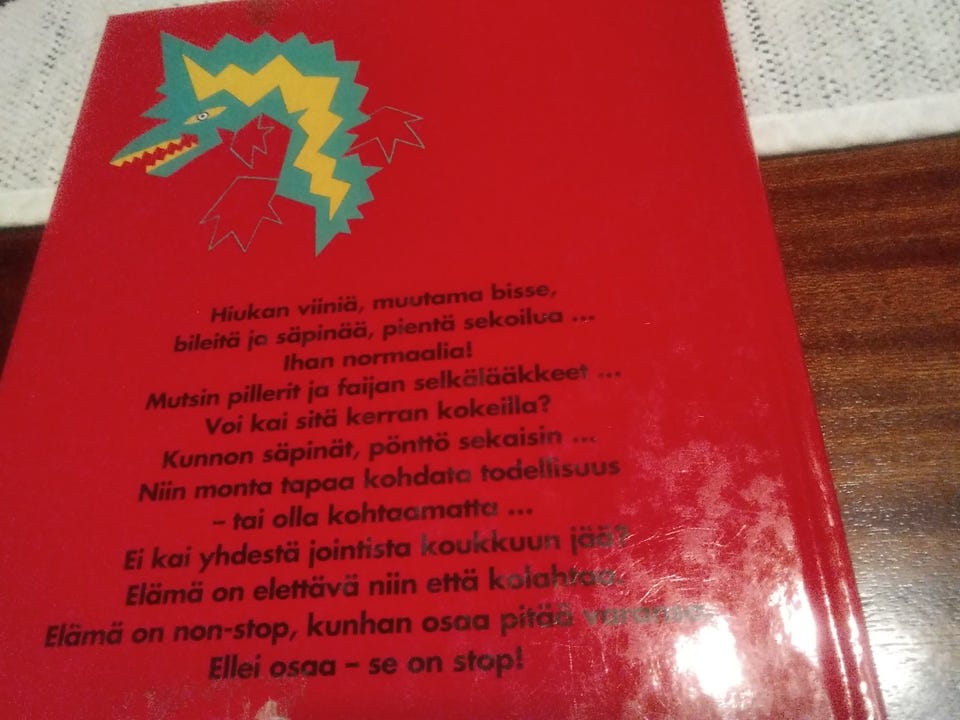 Hiukan viiniä, muutama bisse,
bileitä ja säpinää, pientä sekoilua ...
Ihan normaalia!
Mutsin pillerit ja faijan selkälääkkeet ...
Voi kai sitä kerran kokeilla?
Kunnon säpinät, pönttö sekaisin ...
Niin monta tapaa kohdata todellisuus
– tai olla kohtaamatta ...
Ei kai yhdestä jointista koukkuun jää?
Elämä on elettävä niin että kolahtaa.
Elämä on non-stop, kunhan osaa pitää varansa.
Ellei osaa – se on stop!